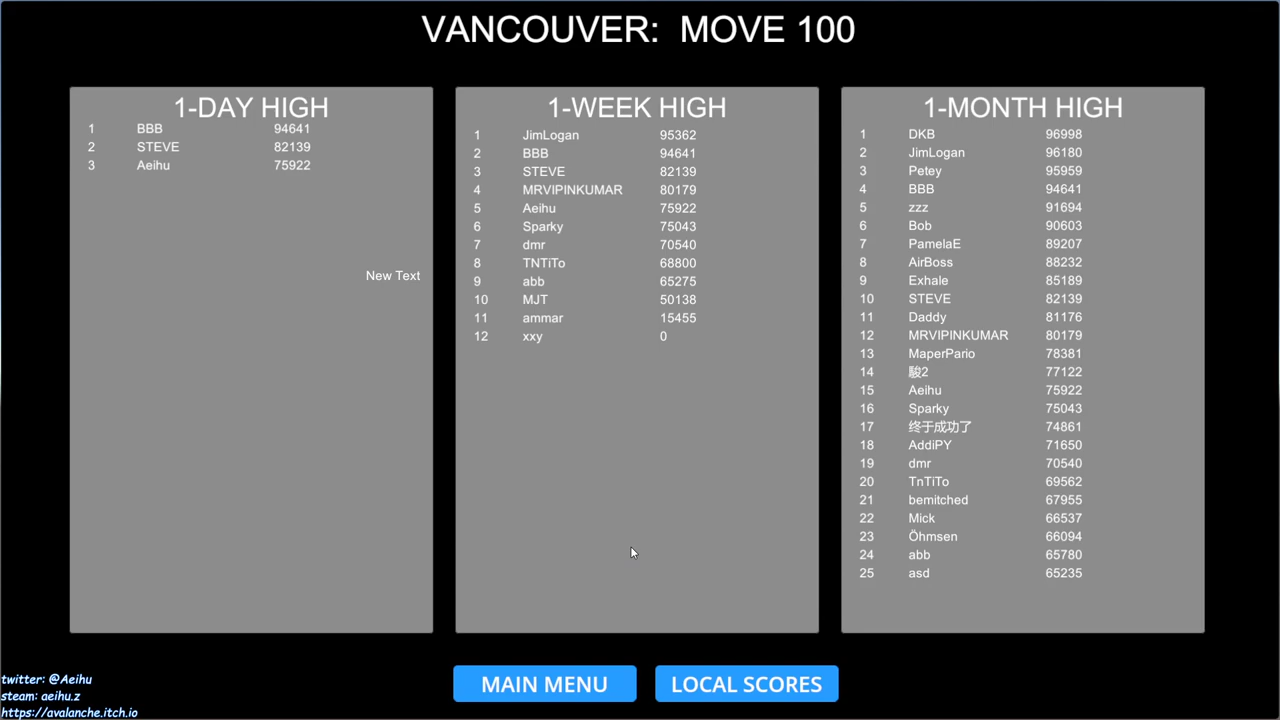 VANCOUVER: MOVE 100
1-DAY HIGH
1 BBB 94641
2 STEVE 82139
3 Aeihu 75922
New Text
1-WEEK HIGH
1 JimLogan 95362
2 BBB 94641
3 STEVE 82139
4 MRVIPINKUMAR 80179
5 Aeihu 75922
6 Sparky 75043
7 dmr 70540
8 TNTiTo 68800
9 abb 65275
10 MJT 50138
11 ammar 15455
12 xxy 0
1-MONTH HIGH
1 DKB 96998
2 JimLogan 96180
3 Petey 95959
4 BBB 94641
5 zzz 91694
6 Bob 90603
7 PamelaE 89207
8 AirBoss 88232
9 Exhale 85189
10 STEVE 82139
11 Daddy 81176
12 MRVIPINKUMAR 80179
13 MaperPario 78381
14 駿2 77122
15 Aeihu 75922
16 Sparky 75043
17 终于成功了 74861
18 AddiPY 71650
19 dmr 70540
20 TnTiTo 69562
21 bemitched 67955
22 Mick 66537
23 Öhmsen 66094
24 abb 65780
25 asd 65235
MAIN MENU
LOCAL SCORES
twitter: @Aeihu
steam: aeihu.z
https://avalanche.itch.io